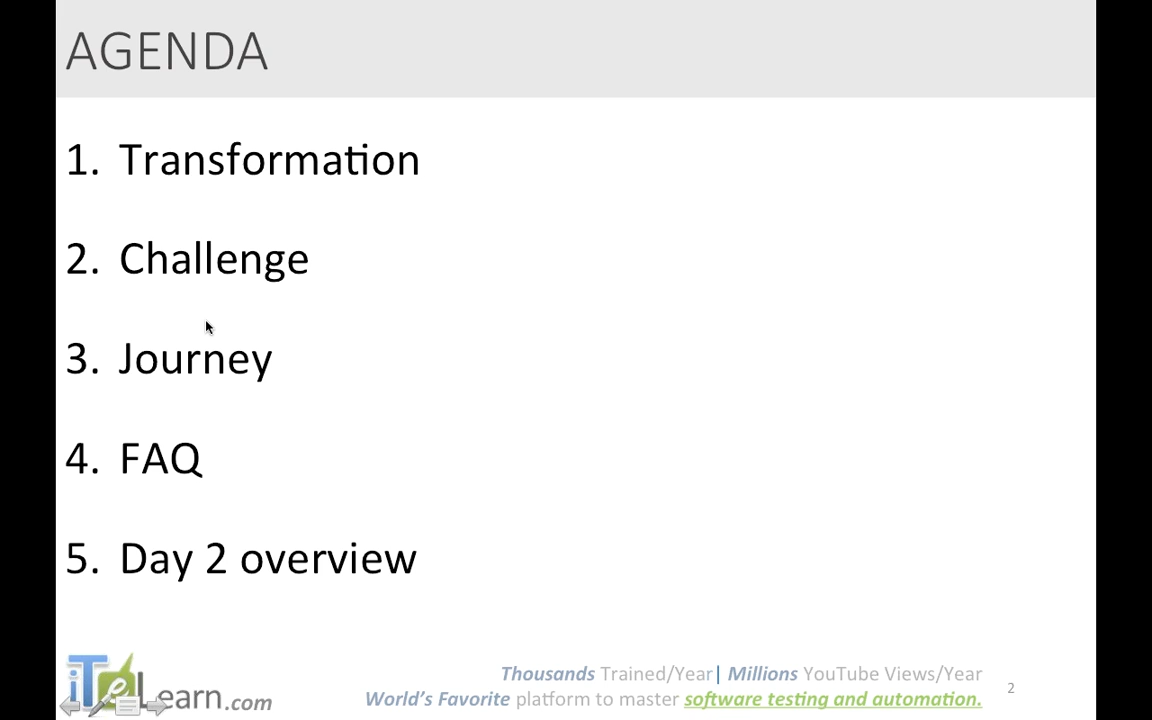 AGENDA
1. Transformation
2. Challenge
3. Journey
4. FAQ
5. Day 2 overview
iTeLearn.com
Thousands Trained/Year| Millions YouTube Views/Year
World's Favorite platform to master software testing and automation.
2